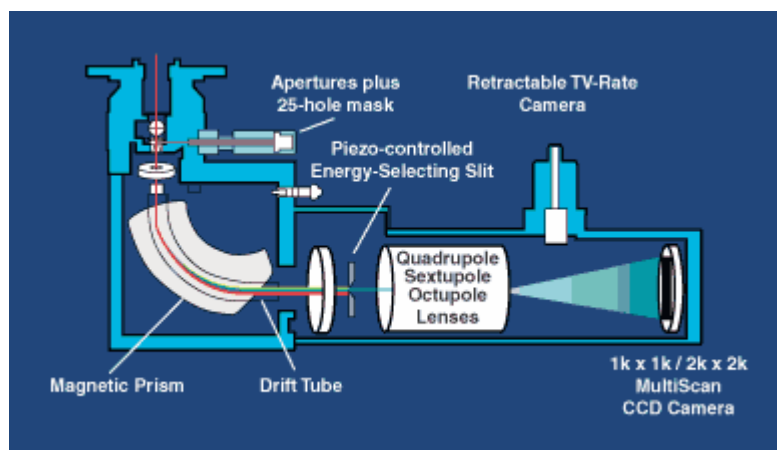 Apertures plus
25-hole mask
Retractable TV-Rate
Camera
Piezo-controlled
Energy-Selecting Slit
Quadrupole
Sextupole
Octupole
Lenses
Magnetic Prism
Drift Tube
1k x 1k / 2k x 2k
MultiScan
CCD Camera